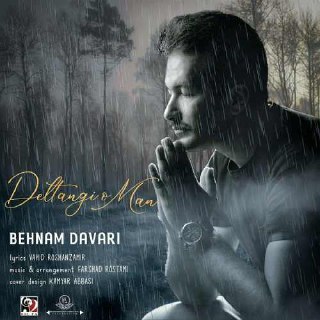 Deltangi o Man
BEHNAM DAVARI
lyrics VAHID ROSHANZAMIR
music & arrangement FARSHAD ROSTAMI
cover design KAMYAR ABBASI